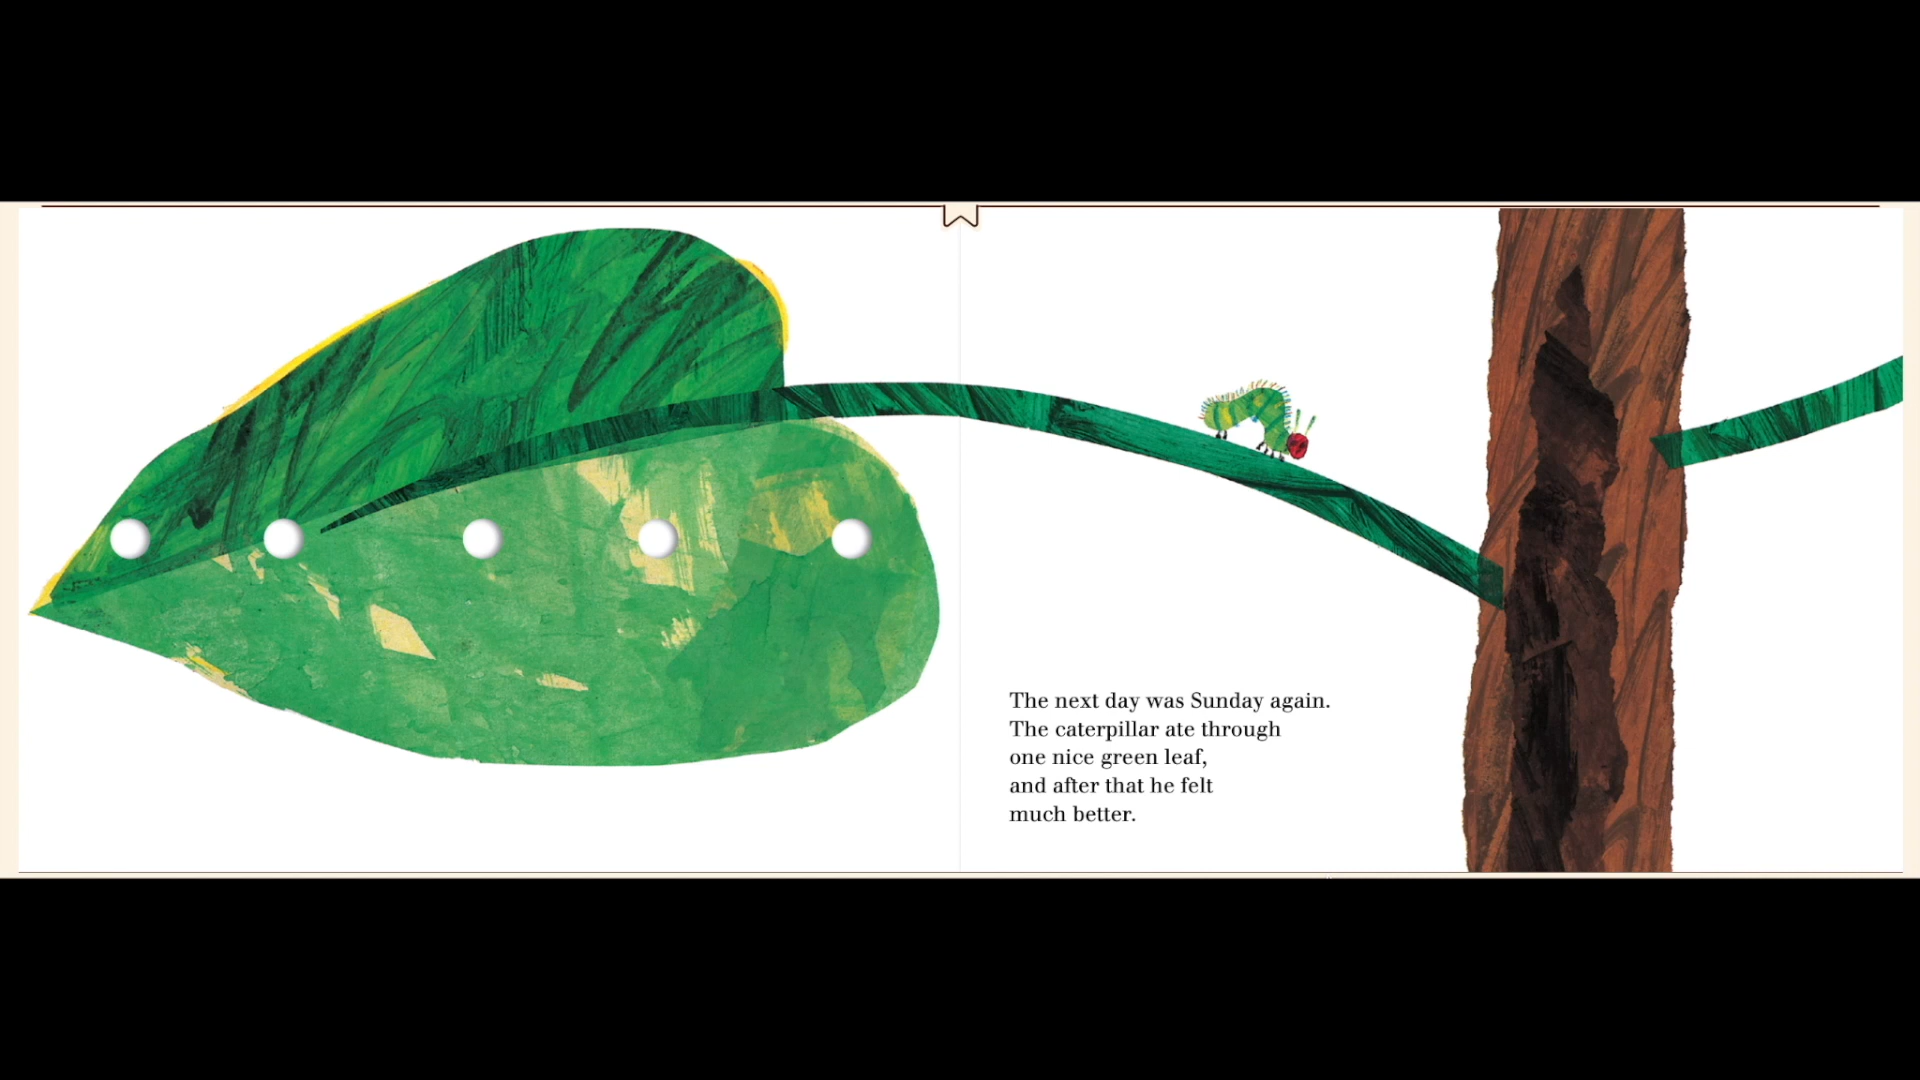 The next day was Sunday again.
The caterpillar ate through
one nice green leaf,
and after that he felt
much better.